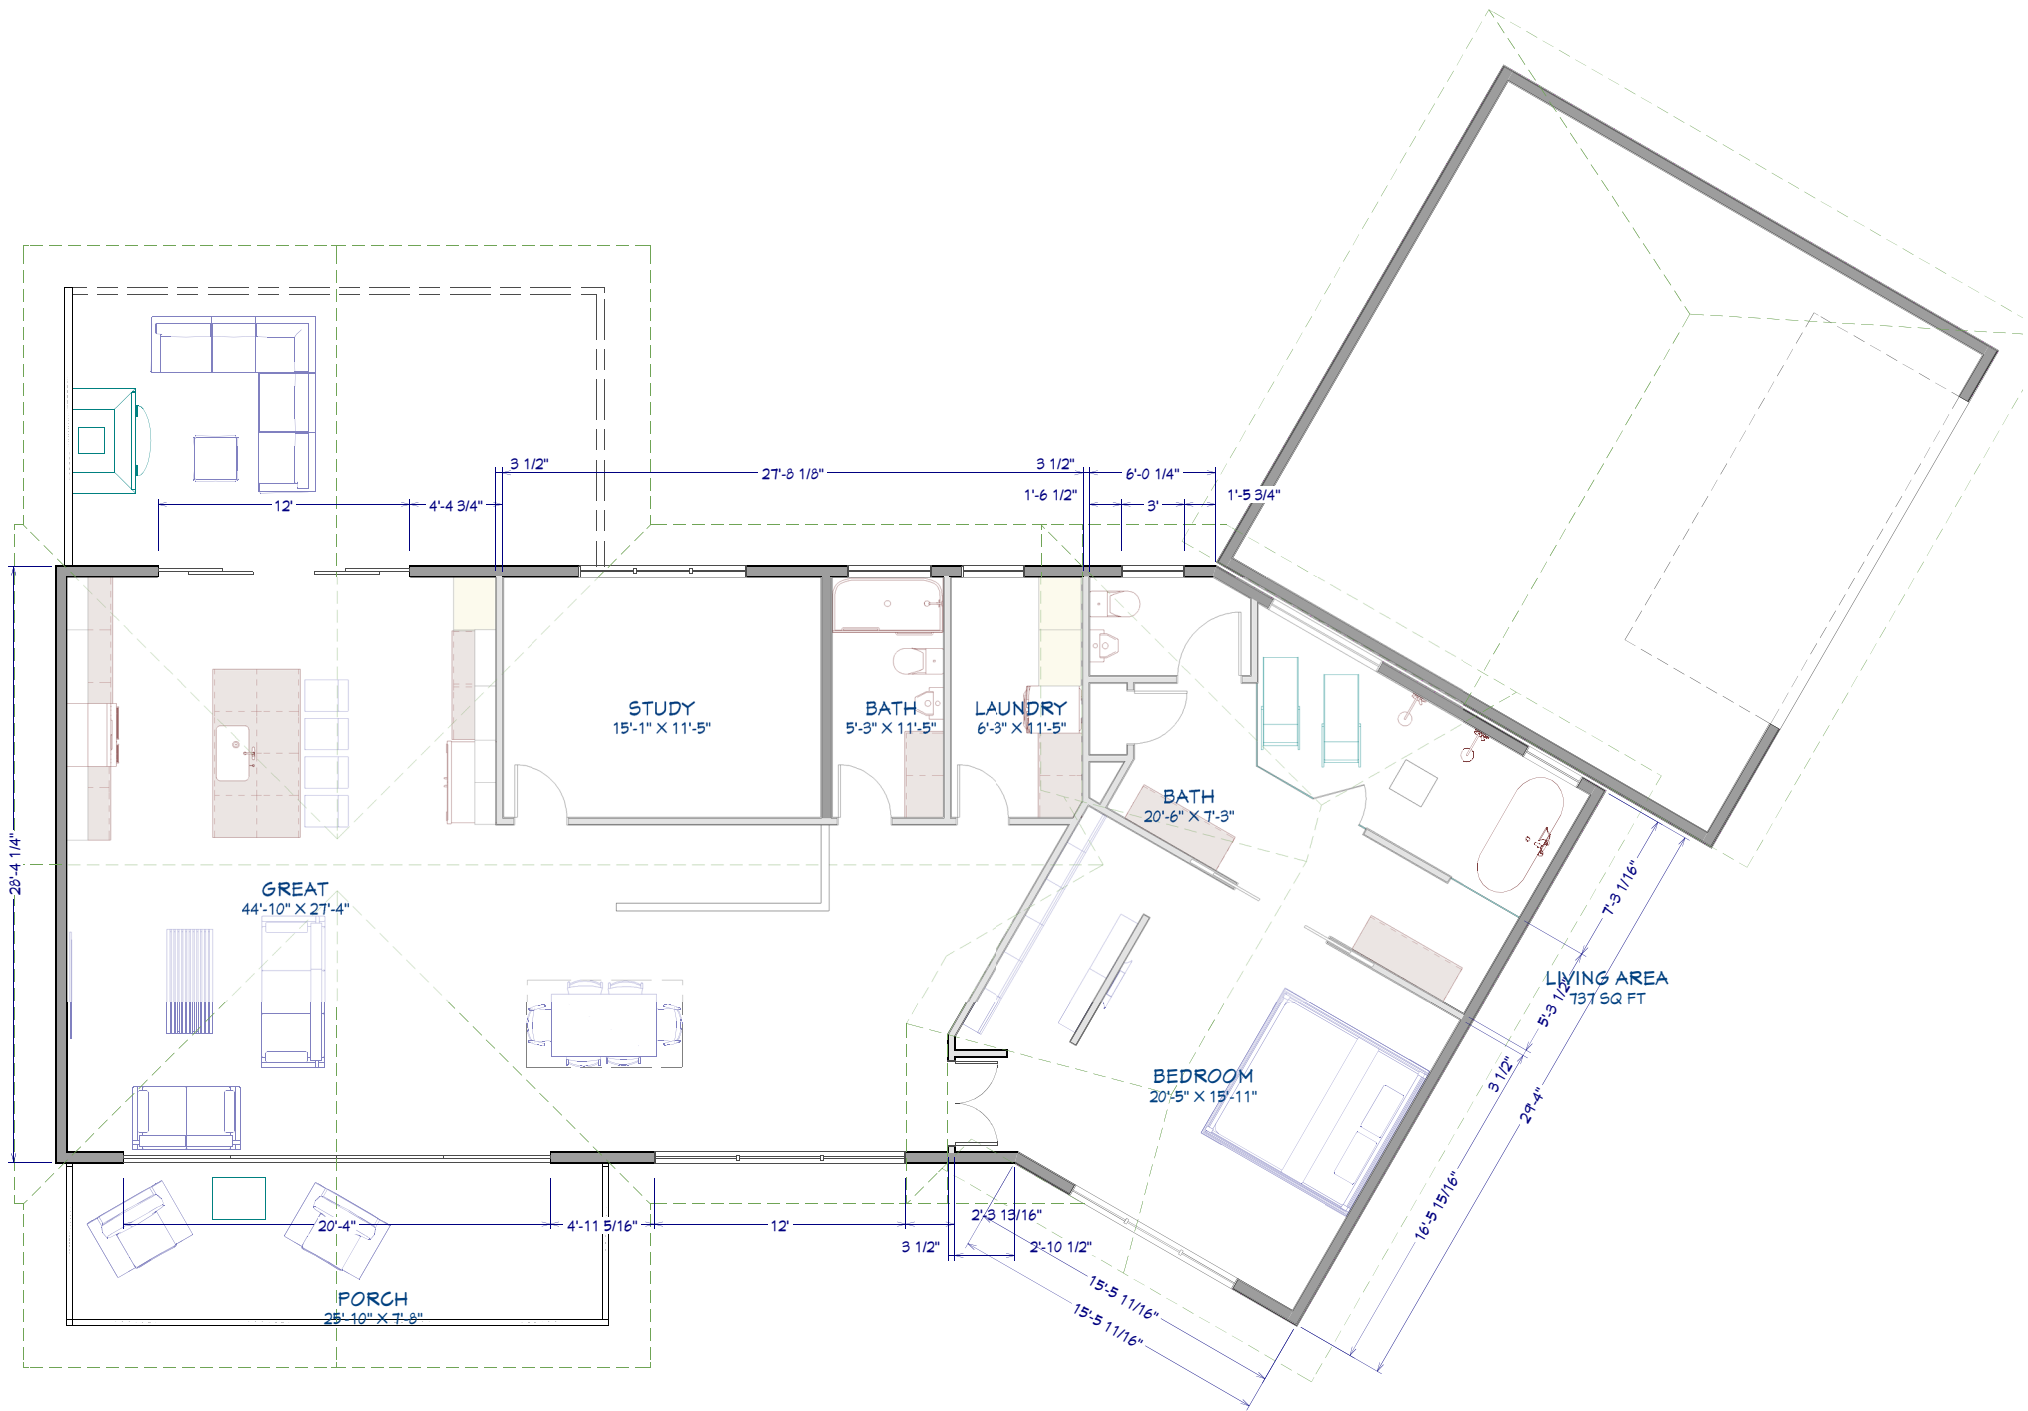 3 1/2"
27'-8 1/8"
3 1/2"
6'-0 1/4"
12'
4'-4 3/4"
1'-6 1/2"
3'
1'-5 3/4"
STUDY
15'-1" X 11'-5"
BATH
5'-3" X 11'-5"
LAUNDRY
6'-3" X 11'-5"
BATH
20'-6" X 7'-3"
28'-4 1/4"
GREAT
44'-10" X 27'-4"
7'-3 1/16"
LIVING AREA
737 SQ FT
5'-3 1/2"
3 1/2"
29'-4"
BEDROOM
20'-5" X 15'-11"
16'-5 15/16"
20'-4"
4'-11 5/16"
12'
2'-3 13/16"
3 1/2"
2'-10 1/2"
15'-5 11/16"
15'-5 11/16"
PORCH
25'-10" X 7'-8"